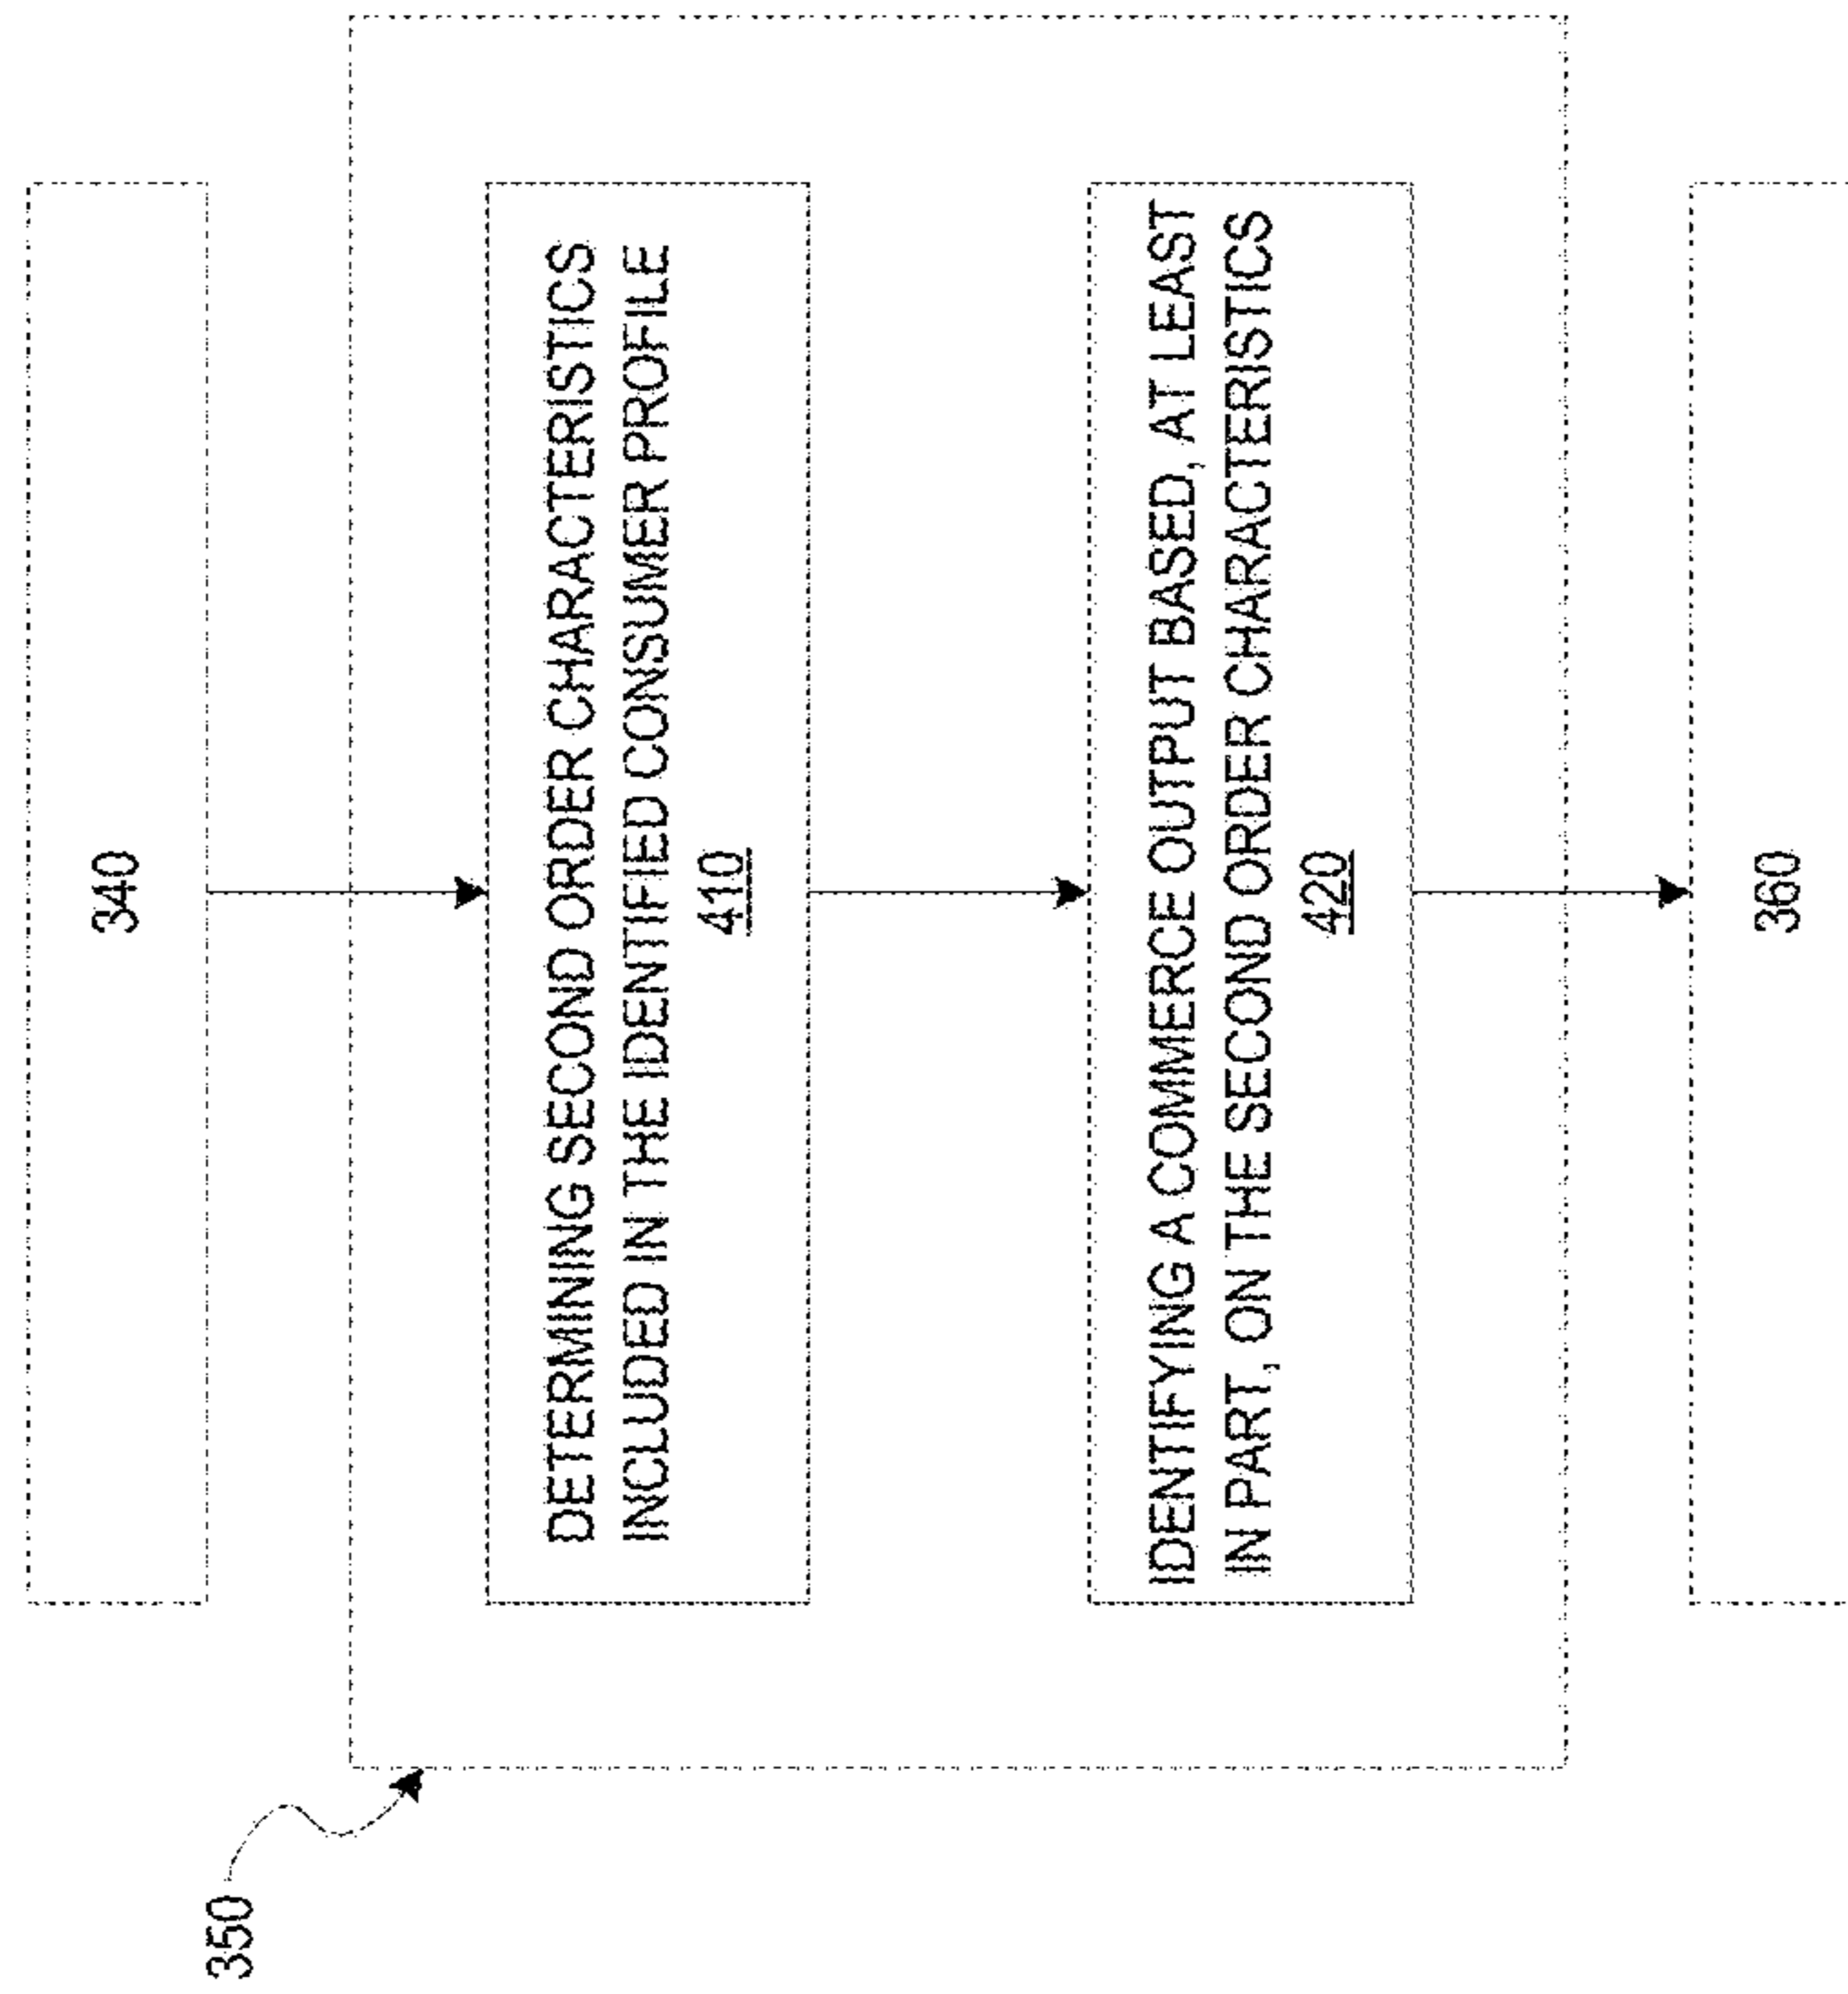 350
340
DETERMINING SECOND ORDER CHARACTERISTICS
INCLUDED IN THE IDENTIFIED CONSUMER PROFILE
410
IDENTIFYING A COMMERCE OUTPUT BASED, AT LEAST
IN PART, ON THE SECOND ORDER CHARACTERISTICS
420
360